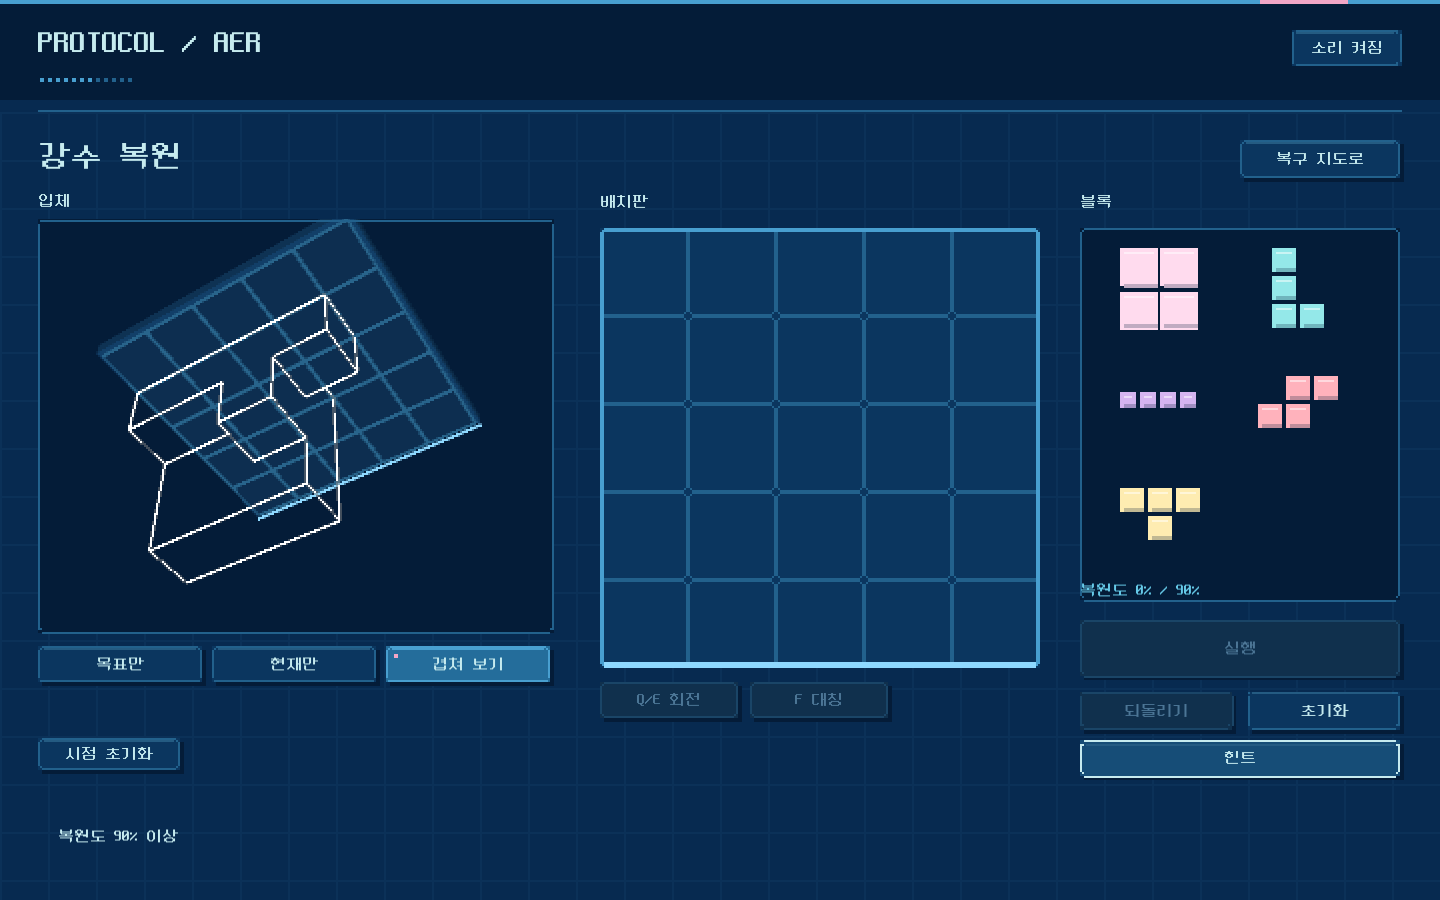 PROTOCOL / AER
소리 켜짐
강수 복원
복구 지도로
입체
배치판
블록
복원도 0% / 90%
목표만
현재만
겹쳐 보기
Q/E 회전
F 대칭
실행
되돌리기
초기화
힌트
시점 초기화
복원도 90% 이상